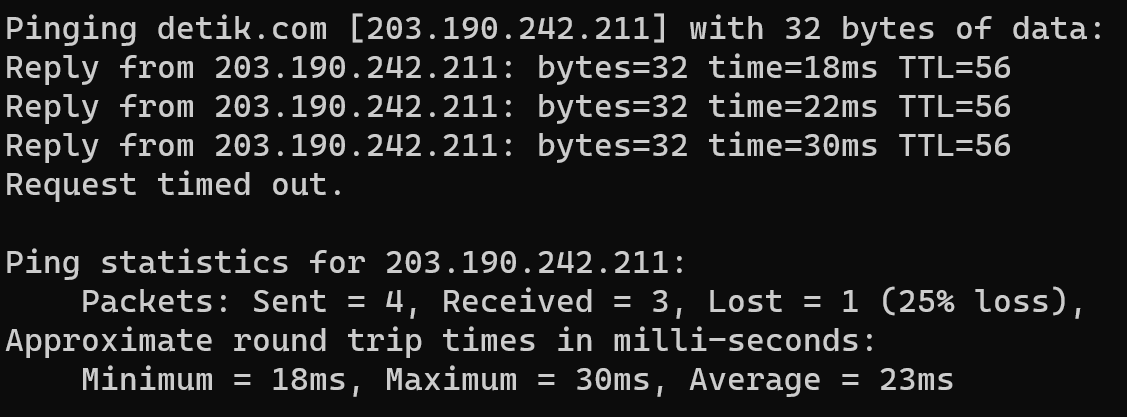 Pinging detik.com [203.190.242.211] with 32 bytes of data:
Reply from 203.190.242.211: bytes=32 time=18ms TTL=56
Reply from 203.190.242.211: bytes=32 time=22ms TTL=56
Reply from 203.190.242.211: bytes=32 time=30ms TTL=56
Request timed out.

Ping statistics for 203.190.242.211:
    Packets: Sent = 4, Received = 3, Lost = 1 (25% loss),
Approximate round trip times in milli-seconds:
    Minimum = 18ms, Maximum = 30ms, Average = 23ms